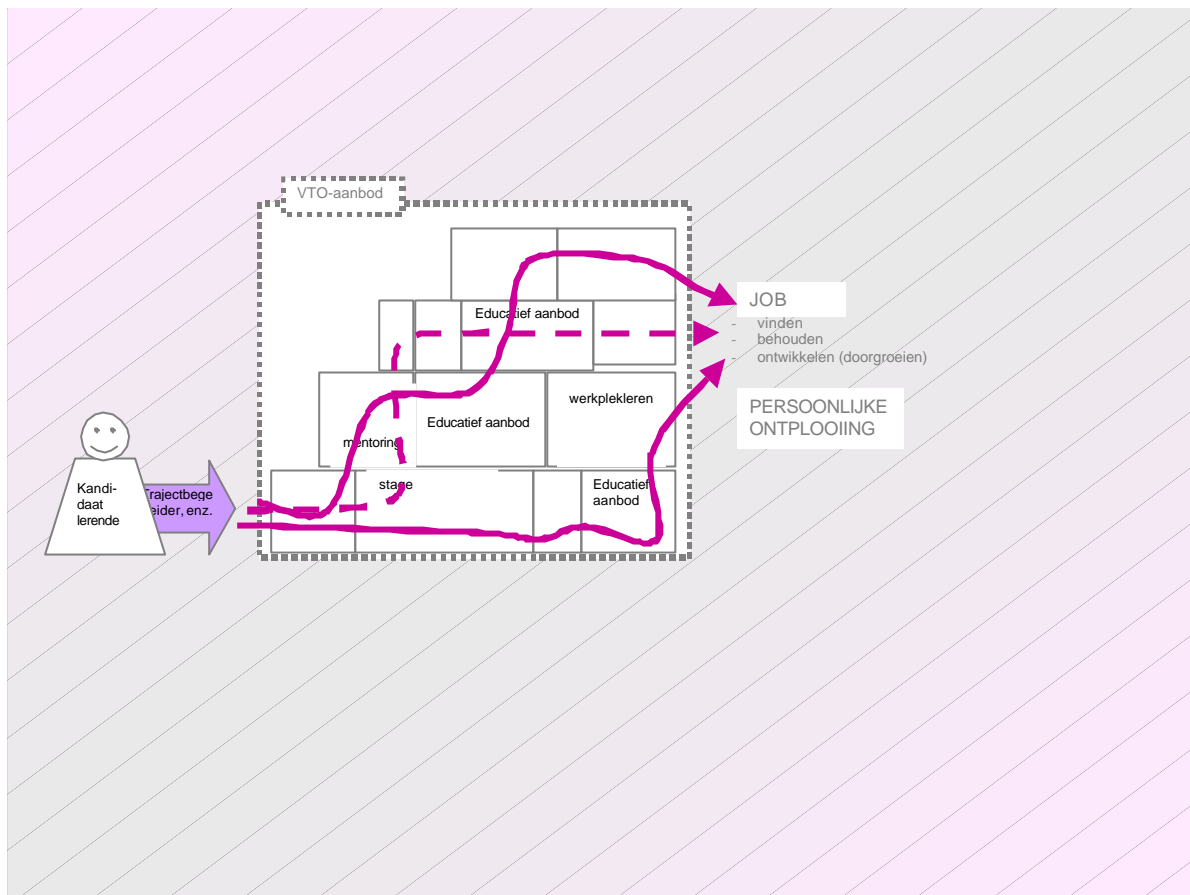 VTO-aanbod
Educatief aanbod
JOB
- vinden
- behouden
- ontwikkelen (doorgroeien)
werkplekleren
PERSOONLIJKE
ONTPLOOIING
Educatief aanbod
mentoring
stage
Educatief
aanbod
Kandi-
daat
lerende
Trajectbege
eider, enz.